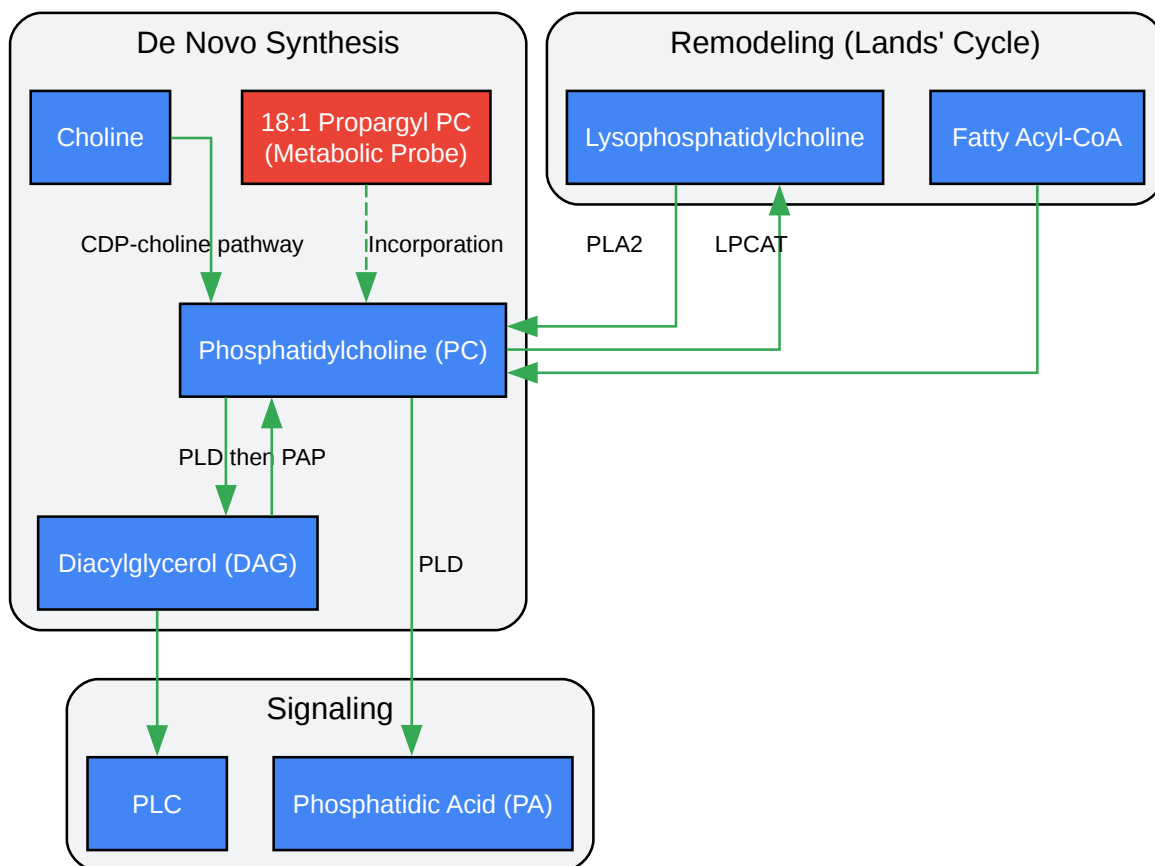 De Novo Synthesis
Remodeling (Lands' Cycle)
Choline
18:1 Propargyl PC
(Metabolic Probe)
Lysophosphatidylcholine
Fatty Acyl-CoA
CDP-choline pathway
Incorporation
PLA2
LPCAT
Phosphatidylcholine (PC)
PLD then PAP
Diacylglycerol (DAG)
PLD
Signaling
PLC
Phosphatidic Acid (PA)